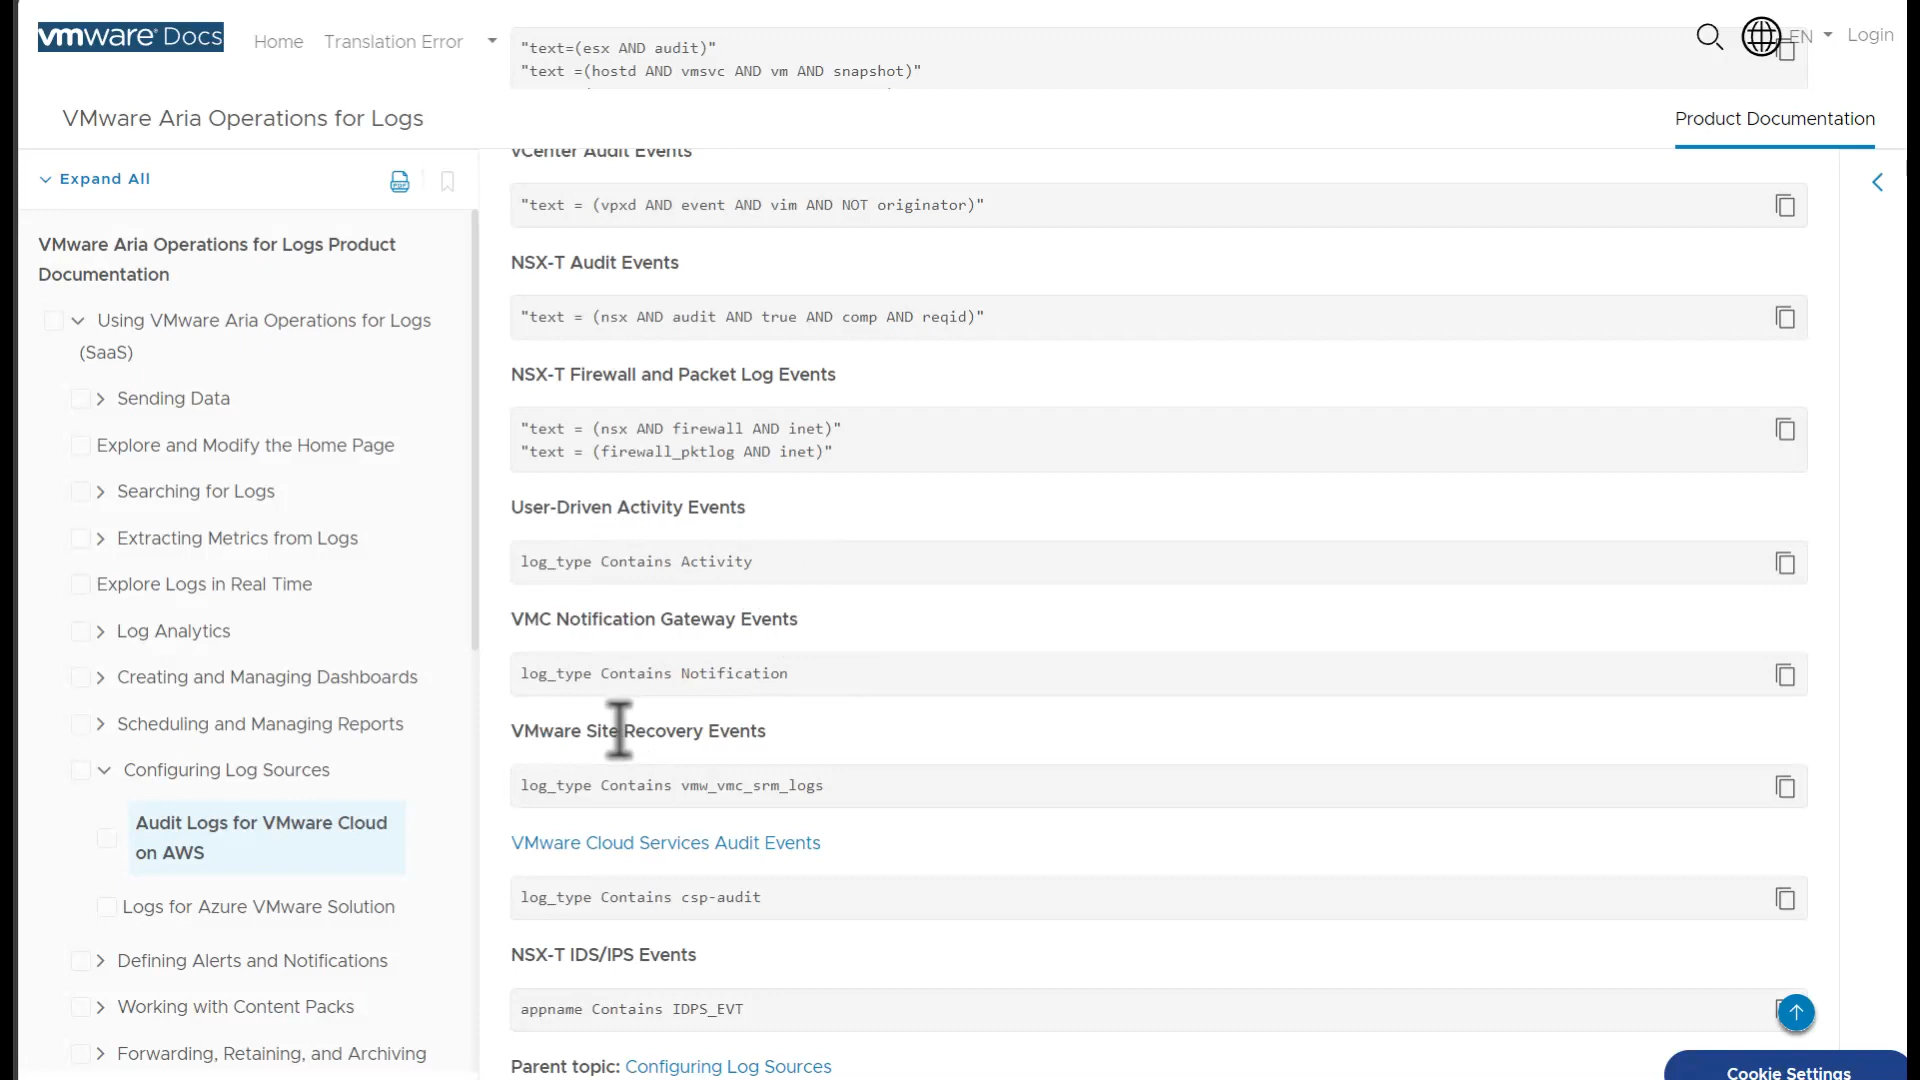 vmware® Docs
Home
Translation Error
EN
Login
"text=(esx AND audit)"
"text =(hostd AND vmsvc AND vm AND snapshot)"
VMware Aria Operations for Logs
Product Documentation
Expand All
VMware Aria Operations for Logs Product
Documentation
Using VMware Aria Operations for Logs
(SaaS)
Sending Data
Explore and Modify the Home Page
Searching for Logs
Extracting Metrics from Logs
Explore Logs in Real Time
Log Analytics
Creating and Managing Dashboards
Scheduling and Managing Reports
Configuring Log Sources
Audit Logs for VMware Cloud
on AWS
Logs for Azure VMware Solution
Defining Alerts and Notifications
Working with Content Packs
Forwarding, Retaining, and Archiving
vCenter Audit Events
"text = (vpxd AND event AND vim AND NOT originator)"
NSX-T Audit Events
"text = (nsx AND audit AND true AND comp AND reqid)"
NSX-T Firewall and Packet Log Events
"text = (nsx AND firewall AND inet)"
"text = (firewall_pktlog AND inet)"
User-Driven Activity Events
log_type Contains Activity
VMC Notification Gateway Events
log_type Contains Notification
VMware Site Recovery Events
log_type Contains vmw_vmc_srm_logs
VMware Cloud Services Audit Events
log_type Contains csp-audit
NSX-T IDS/IPS Events
appname Contains IDPS_EVT
Parent topic: Configuring Log Sources
Cookie Settings